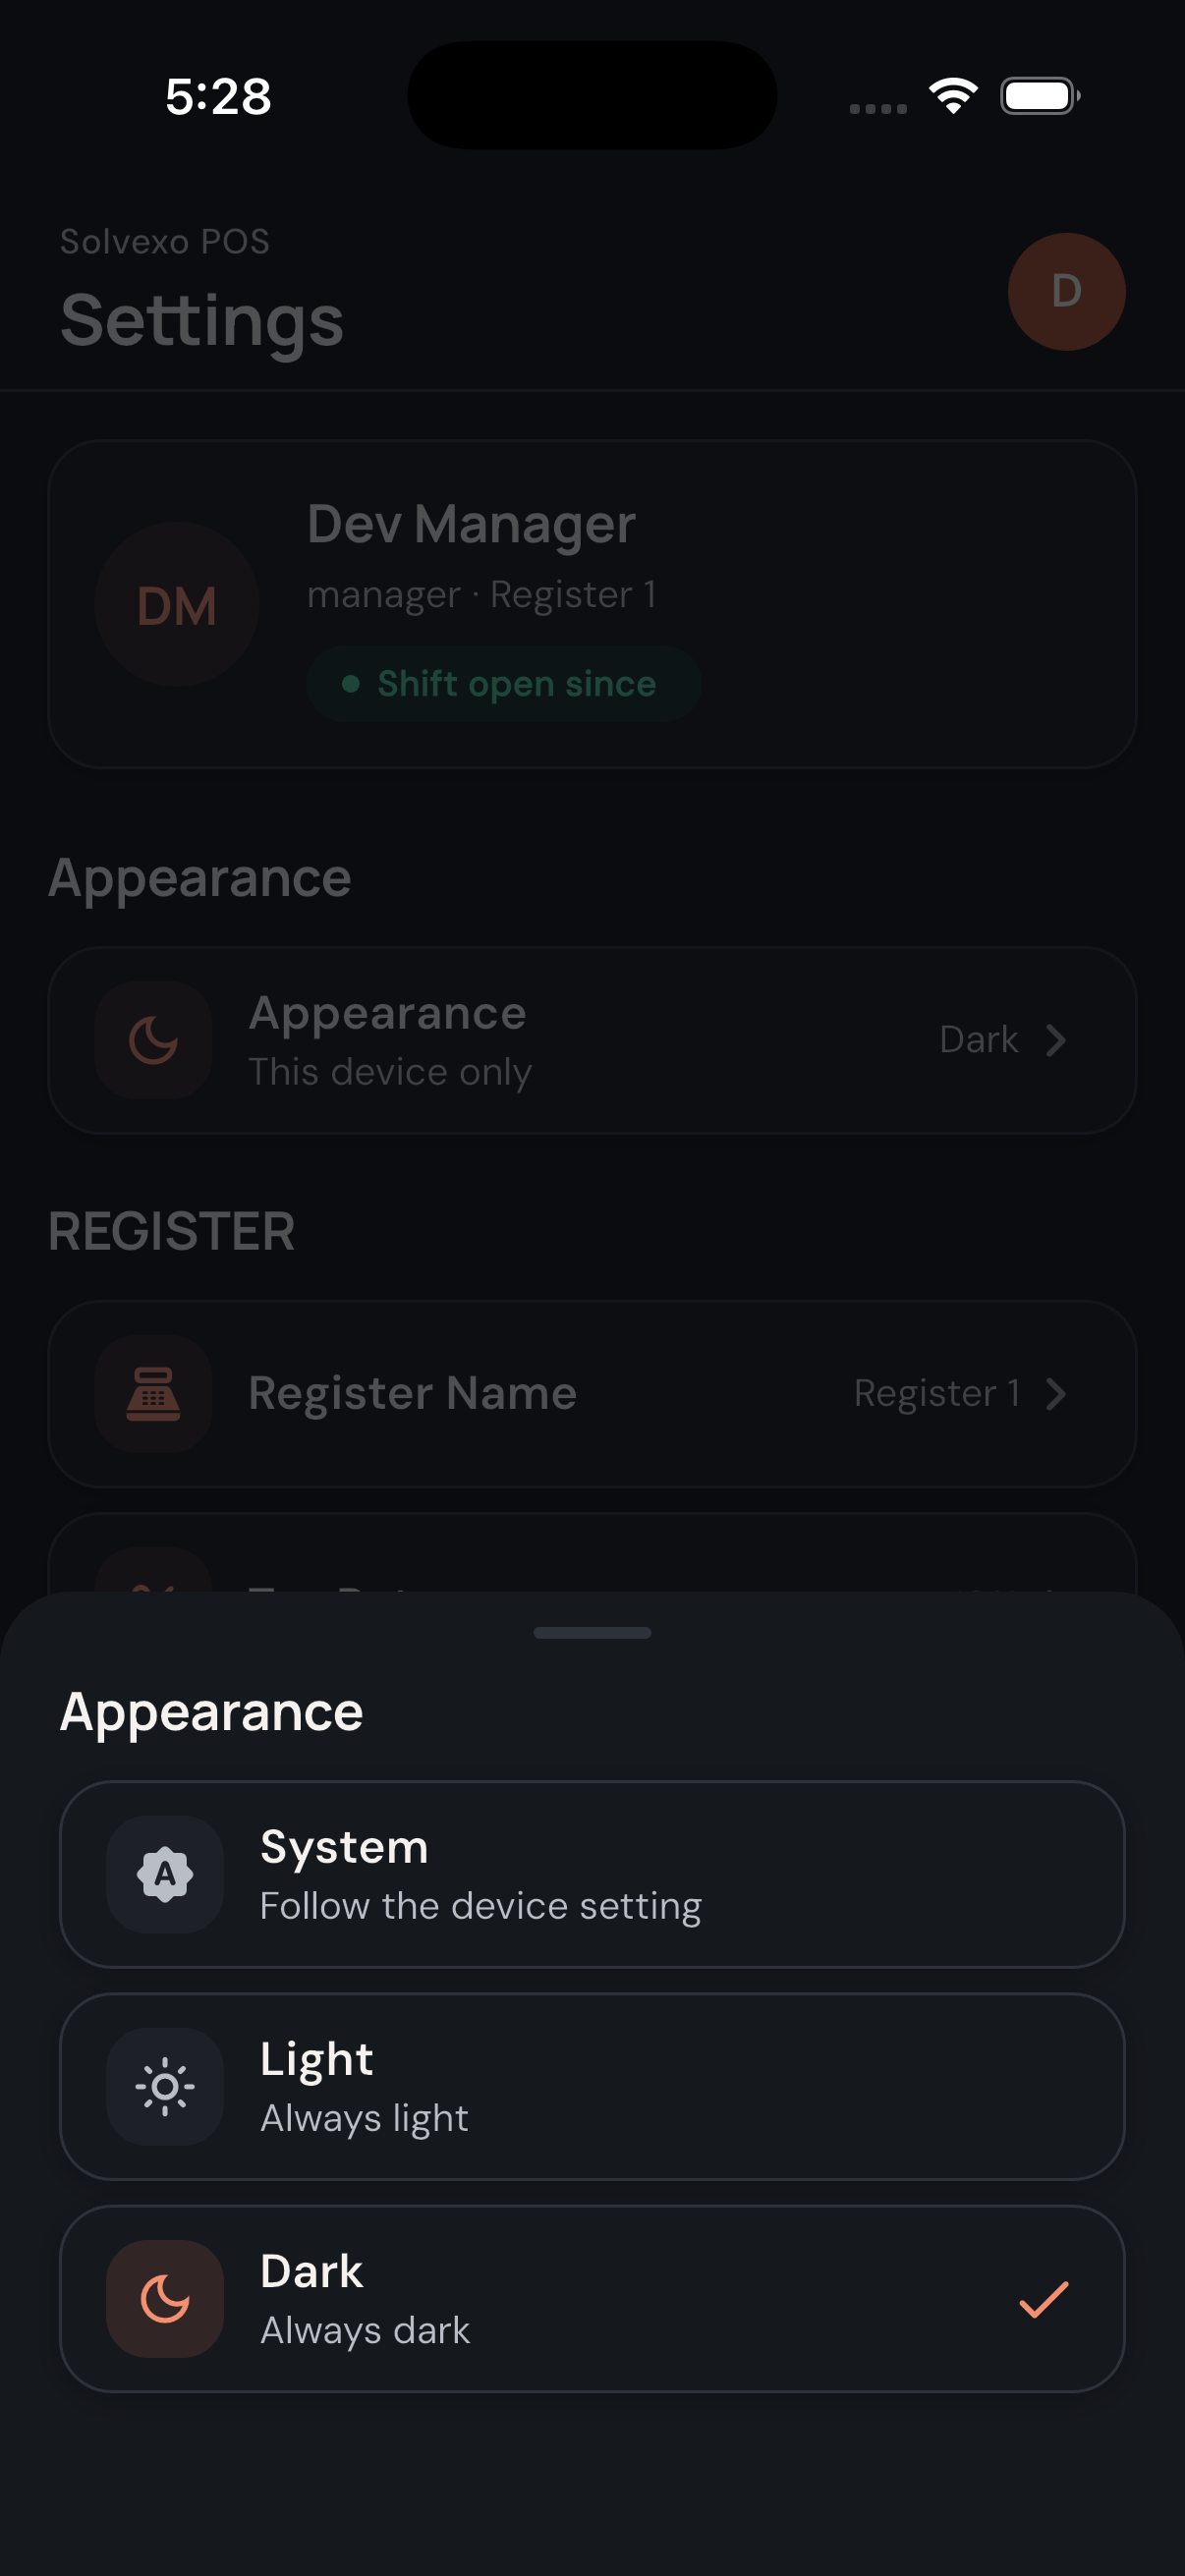 5:28
Solvexo POS
Settings
D
DM
Dev Manager
manager · Register 1
Shift open since
Appearance
Appearance
This device only
Dark
REGISTER
Register Name
Register 1
Appearance
A
System
Follow the device setting
Light
Always light
Dark
Always dark